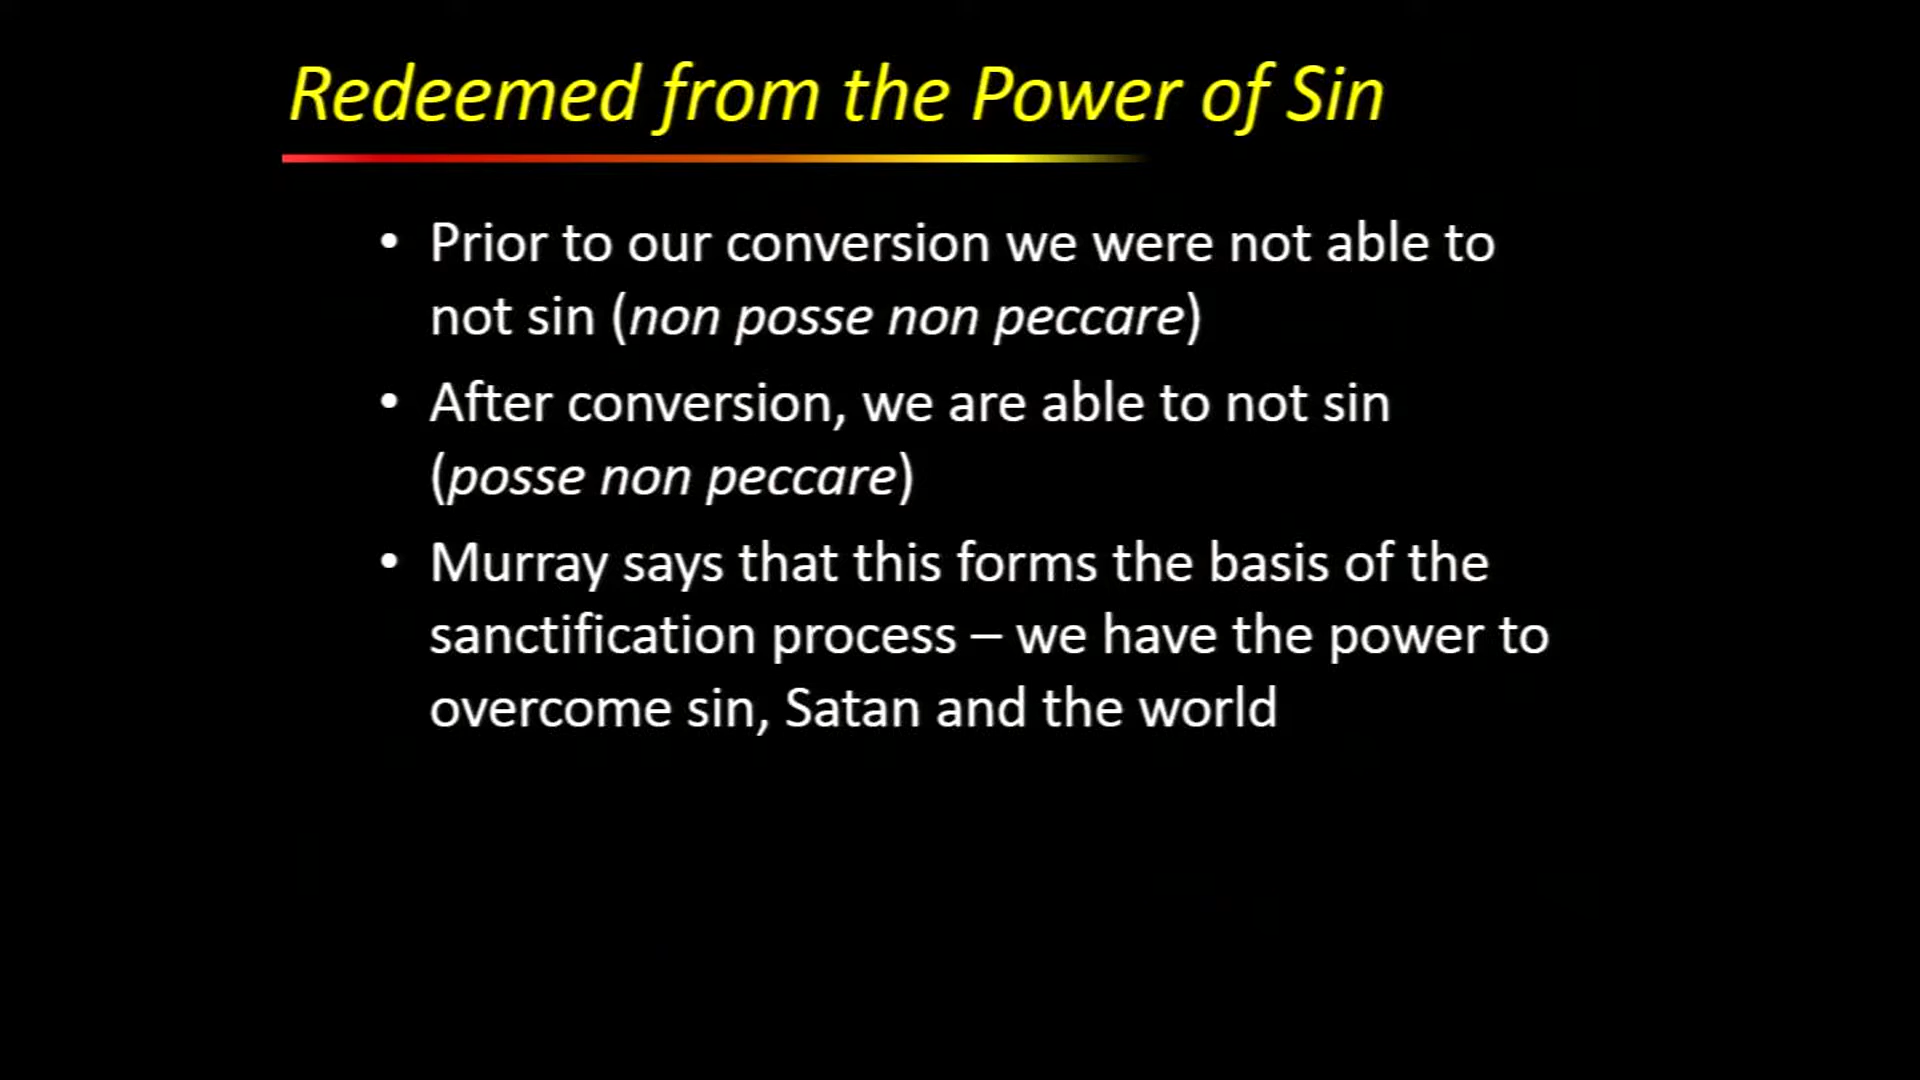 Redeemed from the Power of Sin
• Prior to our conversion we were not able to
not sin (non posse non peccare)
• After conversion, we are able to not sin
(posse non peccare)
• Murray says that this forms the basis of the
sanctification process – we have the power to
overcome sin, Satan and the world